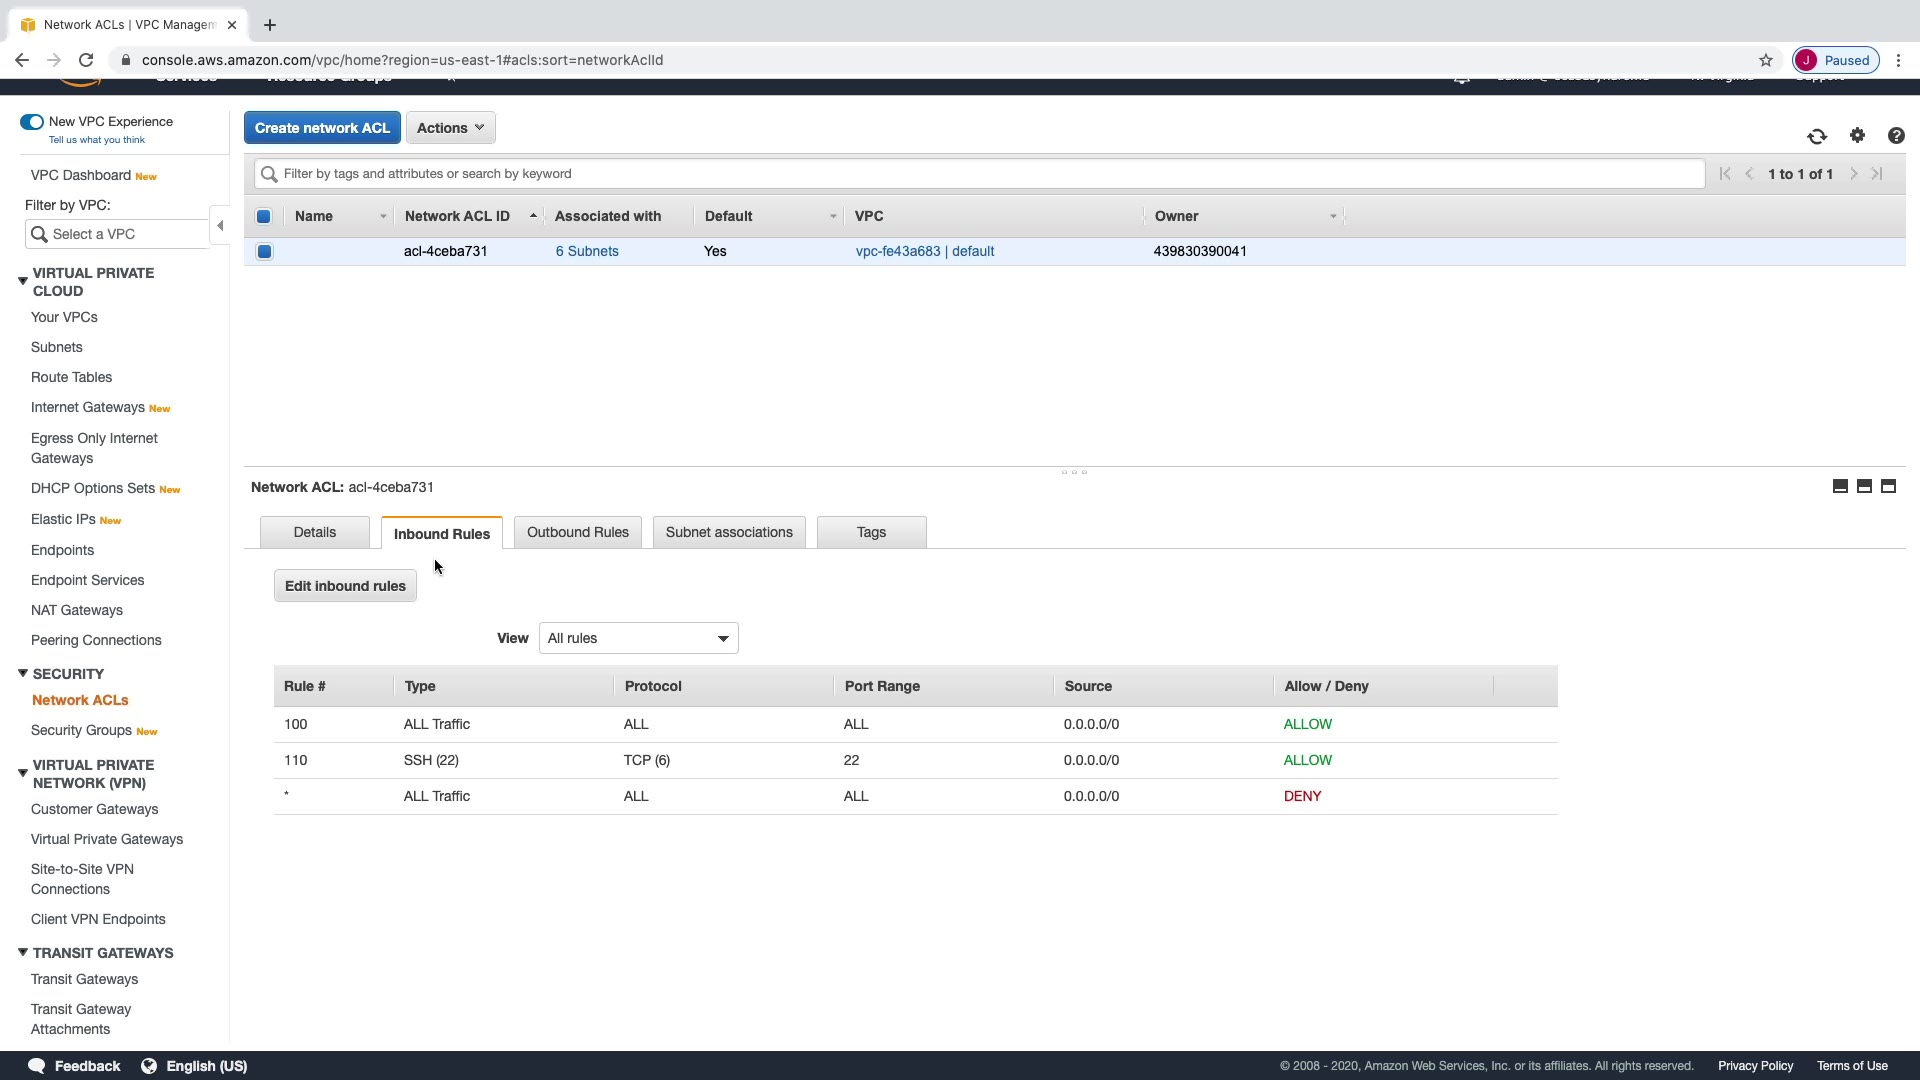 Network ACLs | VPC Managem
console.aws.amazon.com/vpc/home?region=us-east-1#acls:sort=networkAclId
J Paused
New VPC Experience
Tell us what you think
VPC Dashboard New
Filter by VPC:
Select a VPC
VIRTUAL PRIVATE
CLOUD
Your VPCs
Subnets
Route Tables
Internet Gateways New
Egress Only Internet
Gateways
DHCP Options Sets New
Elastic IPs New
Endpoints
Endpoint Services
NAT Gateways
Peering Connections
SECURITY
Network ACLs
Security Groups New
VIRTUAL PRIVATE
NETWORK (VPN)
Customer Gateways
Virtual Private Gateways
Site-to-Site VPN
Connections
Client VPN Endpoints
TRANSIT GATEWAYS
Transit Gateways
Transit Gateway
Attachments
Create network ACL Actions
Filter by tags and attributes or search by keyword
1 to 1 of 1
Name Network ACL ID Associated with Default VPC Owner
acl-4ceba731 6 Subnets Yes vpc-fe43a683 | default 439830390041
Network ACL: acl-4ceba731
Details Inbound Rules Outbound Rules Subnet associations Tags
Edit inbound rules
View All rules
Rule # Type Protocol Port Range Source Allow / Deny
100 ALL Traffic ALL ALL 0.0.0.0/0 ALLOW
110 SSH (22) TCP (6) 22 0.0.0.0/0 ALLOW
* ALL Traffic ALL ALL 0.0.0.0/0 DENY
Feedback English (US)
© 2008 - 2020, Amazon Web Services, Inc. or its affiliates. All rights reserved. Privacy Policy Terms of Use